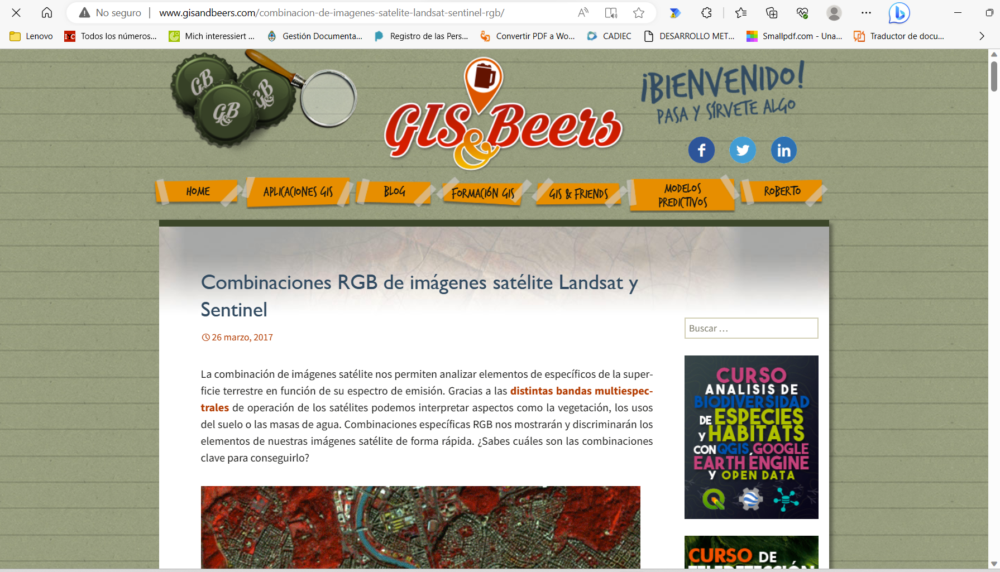 No seguro
www.gisandbeers.com/combinacion-de-imagenes-satelite-landsat-sentinel-rgb/
Lenovo
Todos los números...
Mich interessiert ...
Gestión Documenta...
Registro de las Pers...
Convertir PDF a Wo...
CADIEC
DESARROLLO MET...
Smallpdf.com - Una...
Traductor de docu...
G&B
G&B
G&B
GIS & Beers
¡BIENVENIDO!
PASA Y SÍRVETE ALGO
HOME
APLICACIONES GIS
BLOG
FORMACIÓN GIS
GIS & FRIENDS
MODELOS
PREDICTIVOS
ROBERTO
Combinaciones RGB de imágenes satélite Landsat y
Sentinel
26 marzo, 2017
Buscar …
La combinación de imágenes satélite nos permiten analizar elementos de específicos de la super-
ficie terrestre en función de su espectro de emisión. Gracias a las distintas bandas multiespec-
trales de operación de los satélites podemos interpretar aspectos como la vegetación, los usos
del suelo o las masas de agua. Combinaciones específicas RGB nos mostrarán y discriminarán los
elementos de nuestras imágenes satélite de forma rápida. ¿Sabes cuáles son las combinaciones
clave para conseguirlo?
CURSO
ANALISIS DE
BIODIVERSIDAD
DE ESPECIES
Y HABITATS
CON QGIS, GOOGLE
EARTH ENGINE
Y OPEN DATA
CURSO DE
TELEDETECCIÓN